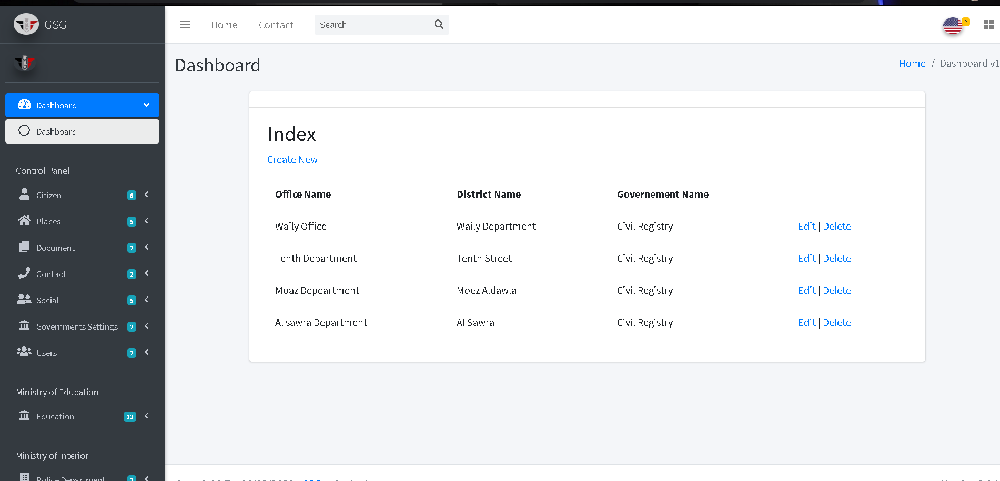 GSG
Home
Contact
Search
2
Dashboard
Home / Dashboard v1
Dashboard
Dashboard
Control Panel
Citizen 8
Places 5
Document 2
Contact 2
Social 5
Governments Settings 2
Users 2
Ministry of Education
Education 12
Ministry of Interior
Police Department 2
Index
Create New
Office Name District Name Governement Name
Waily Office Waily Department Civil Registry Edit | Delete
Tenth Department Tenth Street Civil Registry Edit | Delete
Moaz Depeartment Moez Aldawla Civil Registry Edit | Delete
Al sawra Department Al Sawra Civil Registry Edit | Delete